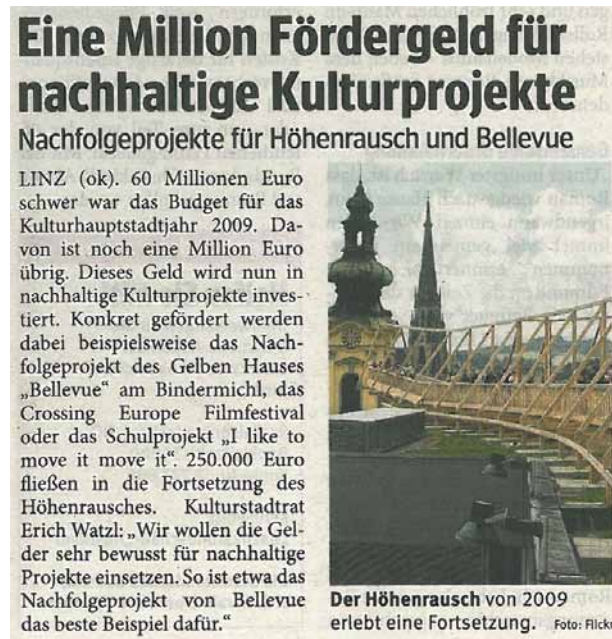 Eine Million Fördergeld für
nachhaltige Kulturprojekte
Nachfolgeprojekte für Höhenrausch und Bellevue
LINZ (ok). 60 Millionen Euro
schwer war das Budget für das
Kulturhauptstadtjahr 2009. Da-
von ist noch eine Million Euro
übrig. Dieses Geld wird nun in
nachhaltige Kulturprojekte inves-
tiert. Konkret gefördert werden
dabei beispielsweise das Nach-
folgeprojekt des Gelben Hauses
„Bellevue“ am Bindermichl, das
Crossing Europe Filmfestival
oder das Schulprojekt „I like to
move it move it“. 250.000 Euro
fließen in die Fortsetzung des
Höhenrausches. Kulturstadtrat
Erich Watzl: „Wir wollen die Gel-
der sehr bewusst für nachhaltige
Projekte einsetzen. So ist etwa das
Nachfolgeprojekt von Bellevue
das beste Beispiel dafür.“
Der Höhenrausch von 2009
erlebt eine Fortsetzung. Foto: Flickr